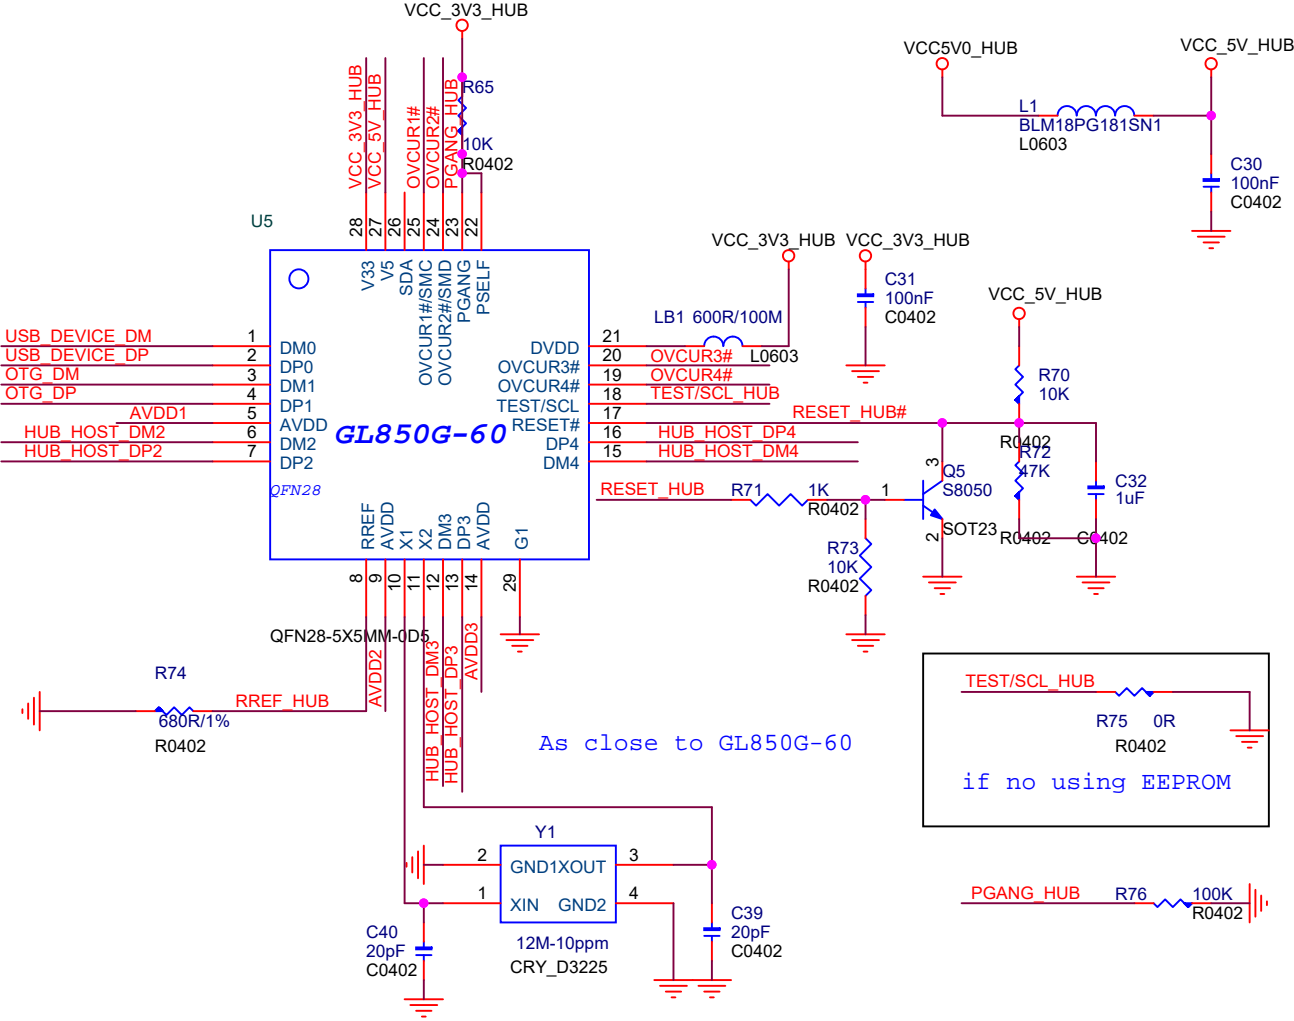 VCC_3V3_HUB
VCC5V0_HUB
VCC_5V_HUB
VCC_3V3_HUB
VCC_5V_HUB
OVCUR1#
OVCUR2#
PGANG_HUB
R65
10K
R0402
L1
BLM18PG181SN1
L0603
C30
100nF
C0402
U5
28
27
26
25
24
23
22
V33
V5
SDA
OVCUR1#/SMC
OVCUR2#/SMD
PGANG
PSELF
VCC_3V3_HUB
VCC_3V3_HUB
C31
100nF
C0402
VCC_5V_HUB
LB1 600R/100M
L0603
USB_DEVICE_DM
USB_DEVICE_DP
OTG_DM
OTG_DP
AVDD1
HUB_HOST_DM2
HUB_HOST_DP2
1
2
3
4
5
6
7
DM0
DP0
DM1
DP1
AVDD
DM2
DP2
GL850G-60
QFN28
DVDD
OVCUR3#
OVCUR4#
TEST/SCL
RESET#
DP4
DM4
21
20
19
18
17
16
15
OVCUR3#
OVCUR4#
TEST/SCL_HUB
RESET_HUB#
HUB_HOST_DP4
HUB_HOST_DM4
R70
10K
R0402
R72
47K
R0402
C32
1uF
C0402
RESET_HUB
R71
1K
R0402
1
3
2
Q5
S8050
SOT23
R73
10K
R0402
RREF
AVDD
X1
X2
DM3
DP3
AVDD
G1
8
9
10
11
12
13
14
29
QFN28-5X5MM-0D5
AVDD2
HUB_HOST_DM3
HUB_HOST_DP3
AVDD3
R74
680R/1%
R0402
RREF_HUB
As close to GL850G-60
TEST/SCL_HUB
R75 0R
R0402
if no using EEPROM
Y1
2
1
3
4
GND1
XOUT
XIN
GND2
12M-10ppm
CRY_D3225
C40
20pF
C0402
C39
20pF
C0402
PGANG_HUB
R76
100K
R0402